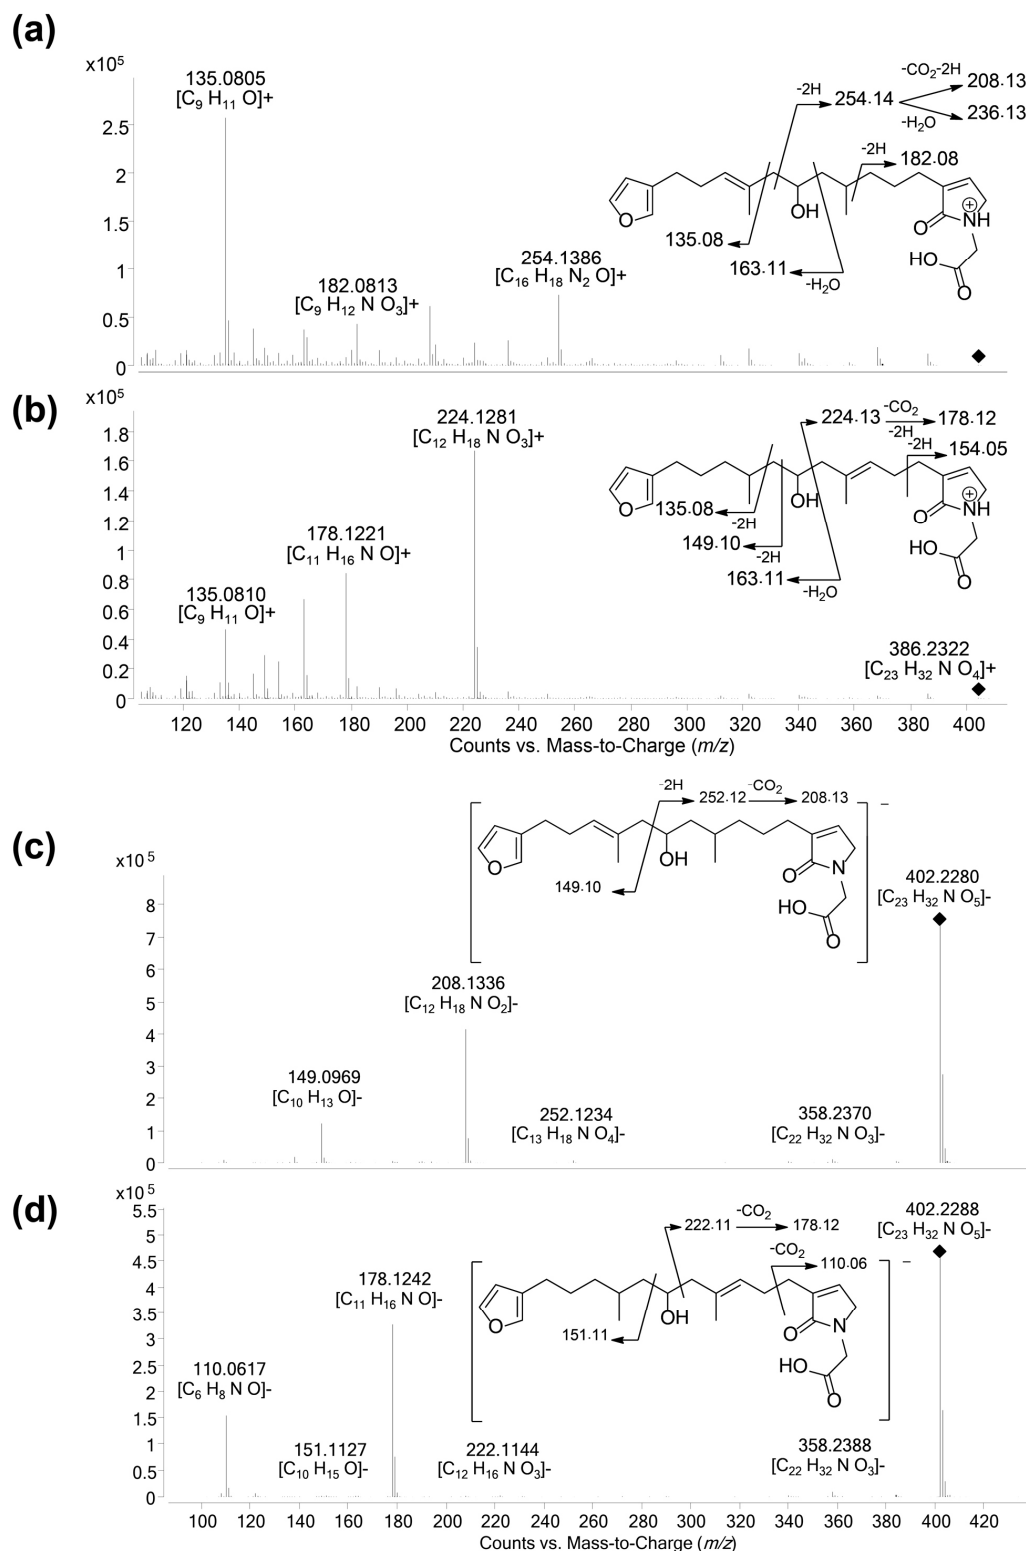 (a)
x10⁵
135.0805
[C₉ H₁₁ O]+
2.5
2
1.5
1
0.5
0
182.0813
[C₉ H₁₂ N O₃]+
254.1386
[C₁₆ H₁₈ N₂ O]+
-2H
254.14
-CO₂-2H
208.13
236.13
-H₂O
-2H
182.08
O
OH
O
NH
+
HO
O
135.08
163.11
-H₂O
(b)
x10⁵
224.1281
[C₁₂ H₁₈ N O₃]+
1.8
1.6
1.4
1.2
1
0.8
0.6
0.4
0.2
0
178.1221
[C₁₁ H₁₆ N O]+
135.0810
[C₉ H₁₁ O]+
386.2322
[C₂₃ H₃₂ N O₄]+
224.13
-CO₂
-2H
178.12
-2H
154.05
O
OH
O
NH
+
HO
O
135.08
-2H
149.10
-2H
163.11
-H₂O
120 140 160 180 200 220 240 260 280 300 320 340 360 380 400
Counts vs. Mass-to-Charge (m/z)
(c)
x10⁵
8
7
6
5
4
3
2
1
0
-2H
252.12
-CO₂
208.13
–
O
OH
O
N
HO
O
149.10
402.2280
[C₂₃ H₃₂ N O₅]-
208.1336
[C₁₂ H₁₈ N O₂]-
149.0969
[C₁₀ H₁₃ O]-
252.1234
[C₁₃ H₁₈ N O₄]-
358.2370
[C₂₂ H₃₂ N O₃]-
(d)
x10⁵
5.5
5
4.5
4
3.5
3
2.5
2
1.5
1
0.5
0
402.2288
[C₂₃ H₃₂ N O₅]-
222.11
-CO₂
178.12
-CO₂
110.06
–
O
OH
O
N
HO
O
151.11
178.1242
[C₁₁ H₁₆ N O]-
110.0617
[C₆ H₈ N O]-
151.1127
[C₁₀ H₁₅ O]-
222.1144
[C₁₂ H₁₆ N O₃]-
358.2388
[C₂₂ H₃₂ N O₃]-
100 120 140 160 180 200 220 240 260 280 300 320 340 360 380 400 420
Counts vs. Mass-to-Charge (m/z)